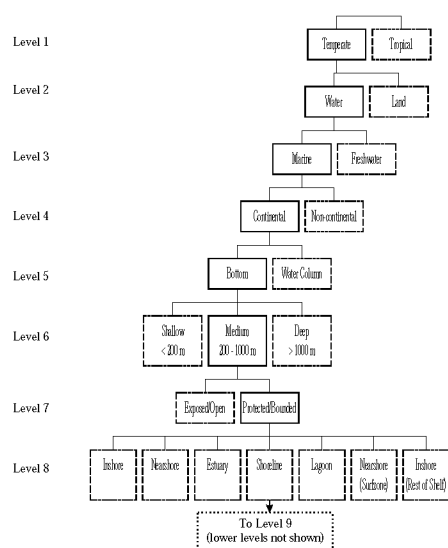 Level 1
Temperate
Tropical
Level 2
Water
Land
Level 3
Marine
Freshwater
Level 4
Continental
Non-continental
Level 5
Bottom
Water Column
Level 6
Shallow
< 200 m
Medium
200 - 1000 m
Deep
> 1000 m
Level 7
Exposed/Open
Protected/Bounded
Level 8
Inshore
Nearshore
Estuary
Shoreline
Lagoon
Nearshore
(Surfzone)
Inshore
(Rest of Shelf)
To Level 9
(lower levels not shown)